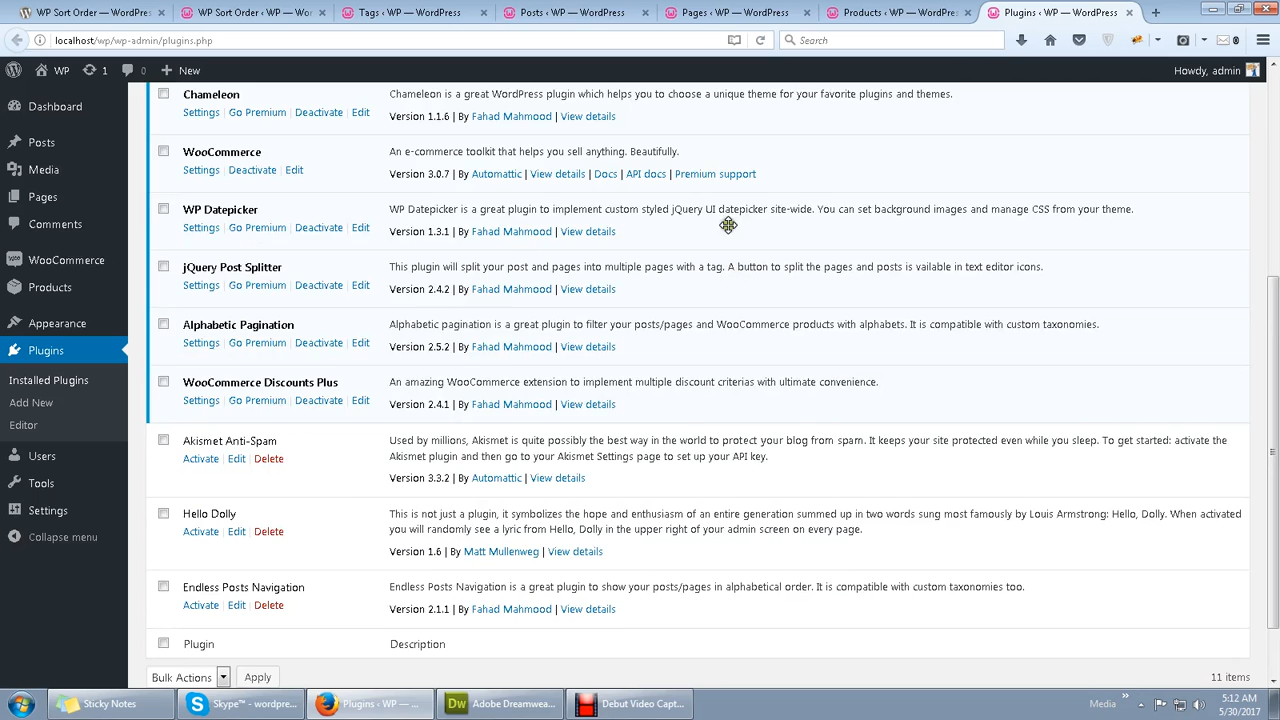 WP Sort Order ‹ WP — WordPress
WP Sort Order ‹ WP — WordPress
Tags ‹ WP — WordPress
Posts ‹ WP — WordPress
Pages ‹ WP — WordPress
Products ‹ WP — WordPress
Plugins ‹ WP — WordPress
localhost/wp/wp-admin/plugins.php
Search
0
WP
1
0
New
Howdy, admin
Dashboard
Posts
Media
Pages
Comments
WooCommerce
Products
Appearance
Plugins
Installed Plugins
Add New
Editor
Users
Tools
Settings
Collapse menu
Chameleon
Chameleon is a great WordPress plugin which helps you to choose a unique theme for your favorite plugins and themes.
Settings | Go Premium | Deactivate | Edit
Version 1.1.6 | By Fahad Mahmood | View details
WooCommerce
An e-commerce toolkit that helps you sell anything. Beautifully.
Settings | Deactivate | Edit
Version 3.0.7 | By Automattic | View details | Docs | API docs | Premium support
WP Datepicker
WP Datepicker is a great plugin to implement custom styled jQuery UI datepicker site-wide. You can set background images and manage CSS from your theme.
Settings | Go Premium | Deactivate | Edit
Version 1.3.1 | By Fahad Mahmood | View details
jQuery Post Splitter
This plugin will split your post and pages into multiple pages with a tag. A button to split the pages and posts is vailable in text editor icons.
Settings | Go Premium | Deactivate | Edit
Version 2.4.2 | By Fahad Mahmood | View details
Alphabetic Pagination
Alphabetic pagination is a great plugin to filter your posts/pages and WooCommerce products with alphabets. It is compatible with custom taxonomies.
Settings | Go Premium | Deactivate | Edit
Version 2.5.2 | By Fahad Mahmood | View details
WooCommerce Discounts Plus
An amazing WooCommerce extension to implement multiple discount criterias with ultimate convenience.
Settings | Go Premium | Deactivate | Edit
Version 2.4.1 | By Fahad Mahmood | View details
Akismet Anti-Spam
Used by millions, Akismet is quite possibly the best way in the world to protect your blog from spam. It keeps your site protected even while you sleep. To get started: activate the
Akismet plugin and then go to your Akismet Settings page to set up your API key.
Activate | Edit | Delete
Version 3.3.2 | By Automattic | View details
Hello Dolly
This is not just a plugin, it symbolizes the hope and enthusiasm of an entire generation summed up in two words sung most famously by Louis Armstrong: Hello, Dolly. When activated
you will randomly see a lyric from Hello, Dolly in the upper right of your admin screen on every page.
Activate | Edit | Delete
Version 1.6 | By Matt Mullenweg | View details
Endless Posts Navigation
Endless Posts Navigation is a great plugin to show your posts/pages in alphabetical order. It is compatible with custom taxonomies too.
Activate | Edit | Delete
Version 2.1.1 | By Fahad Mahmood | View details
Plugin
Description
Bulk Actions
Apply
11 items
Sticky Notes
Skype™ - wordpre...
Plugins ‹ WP — ...
Dw
Adobe Dreamwea...
Debut Video Capt...
Media
5:12 AM
5/30/2017